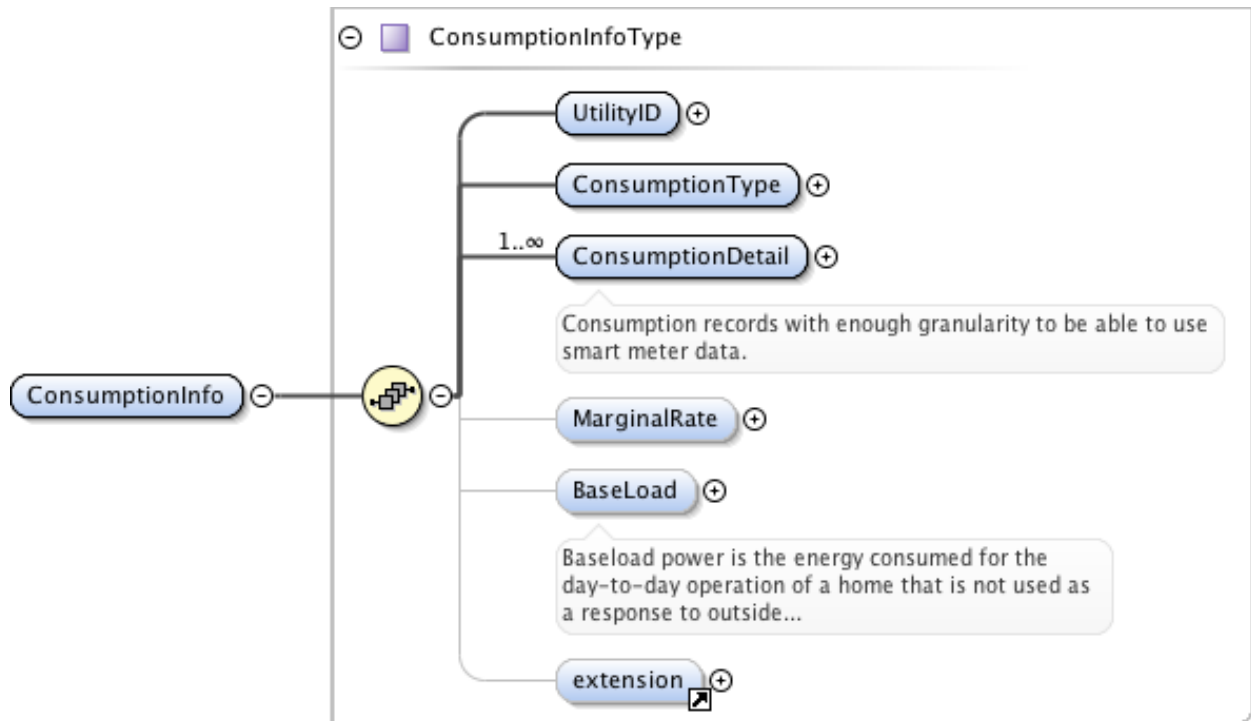 ConsumptionInfoType
UtilityID
ConsumptionType
1..∞
ConsumptionDetail
Consumption records with enough granularity to be able to use
smart meter data.
ConsumptionInfo
MarginalRate
BaseLoad
Baseload power is the energy consumed for the
day-to-day operation of a home that is not used as
a response to outside...
extension